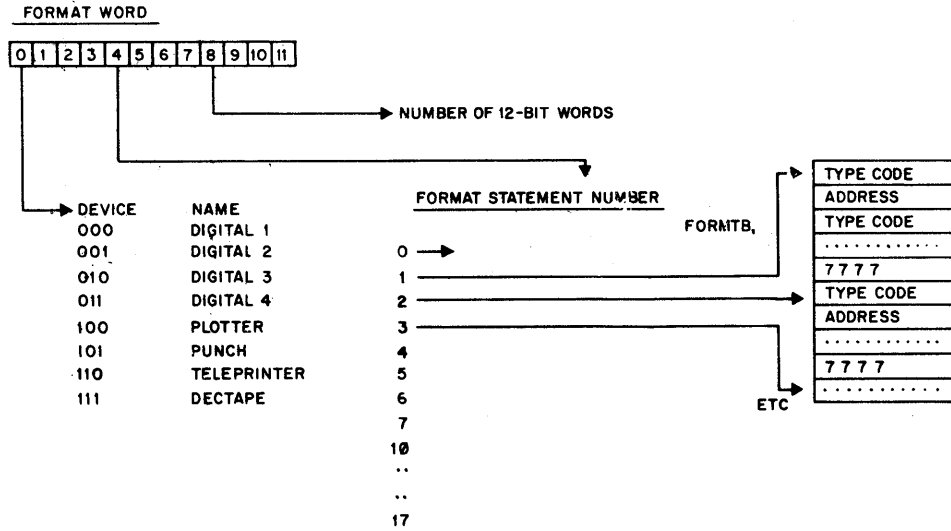 FORMAT WORD
0 1 2 3 4 5 6 7 8 9 10 11
NUMBER OF 12-BIT WORDS
DEVICE NAME
000 DIGITAL 1
001 DIGITAL 2
010 DIGITAL 3
011 DIGITAL 4
100 PLOTTER
101 PUNCH
110 TELEPRINTER
111 DECTAPE
FORMAT STATEMENT NUMBER
0
1
2
3
4
5
6
7
10
..
..
17
FORMTB,
TYPE CODE
ADDRESS
TYPE CODE
............
7777
TYPE CODE
ADDRESS
............
7777
............
ETC